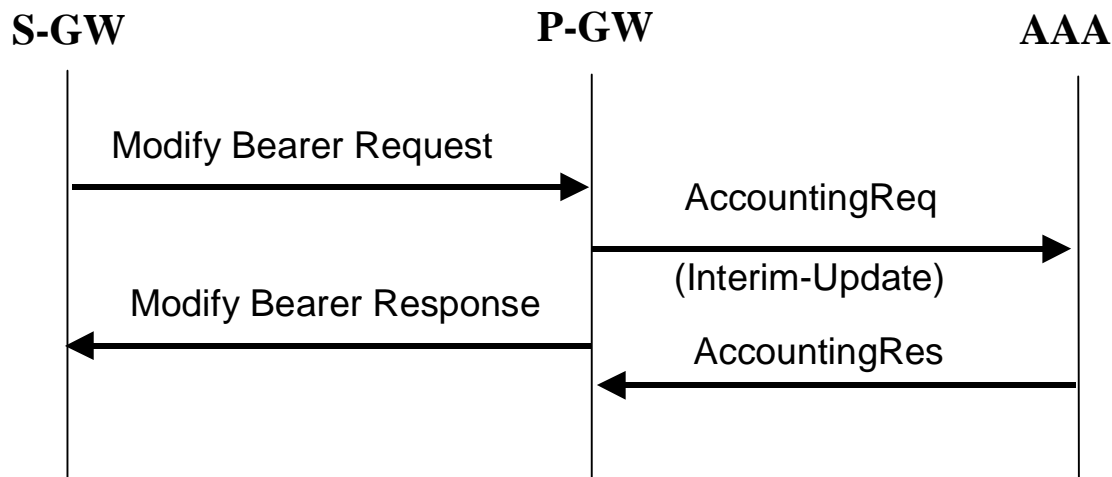 S-GW
P-GW
AAA
Modify Bearer Request
AccountingReq
(Interim-Update)
Modify Bearer Response
AccountingRes